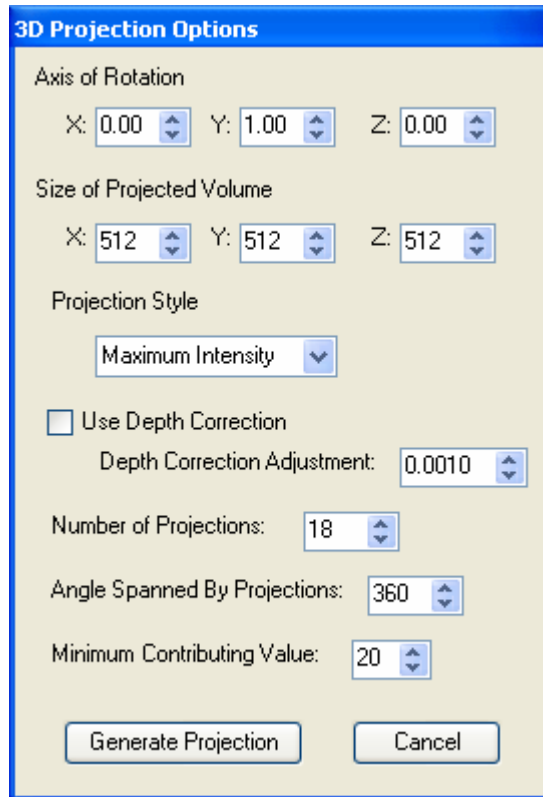 3D Projection Options
Axis of Rotation
X: 0.00 Y: 1.00 Z: 0.00
Size of Projected Volume
X: 512 Y: 512 Z: 512
Projection Style
Maximum Intensity
Use Depth Correction
Depth Correction Adjustment: 0.0010
Number of Projections: 18
Angle Spanned By Projections: 360
Minimum Contributing Value: 20
Generate Projection Cancel